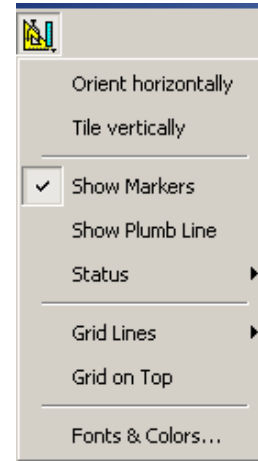 Orient horizontally
Tile vertically
Show Markers
Show Plumb Line
Status
Grid Lines
Grid on Top
Fonts & Colors...